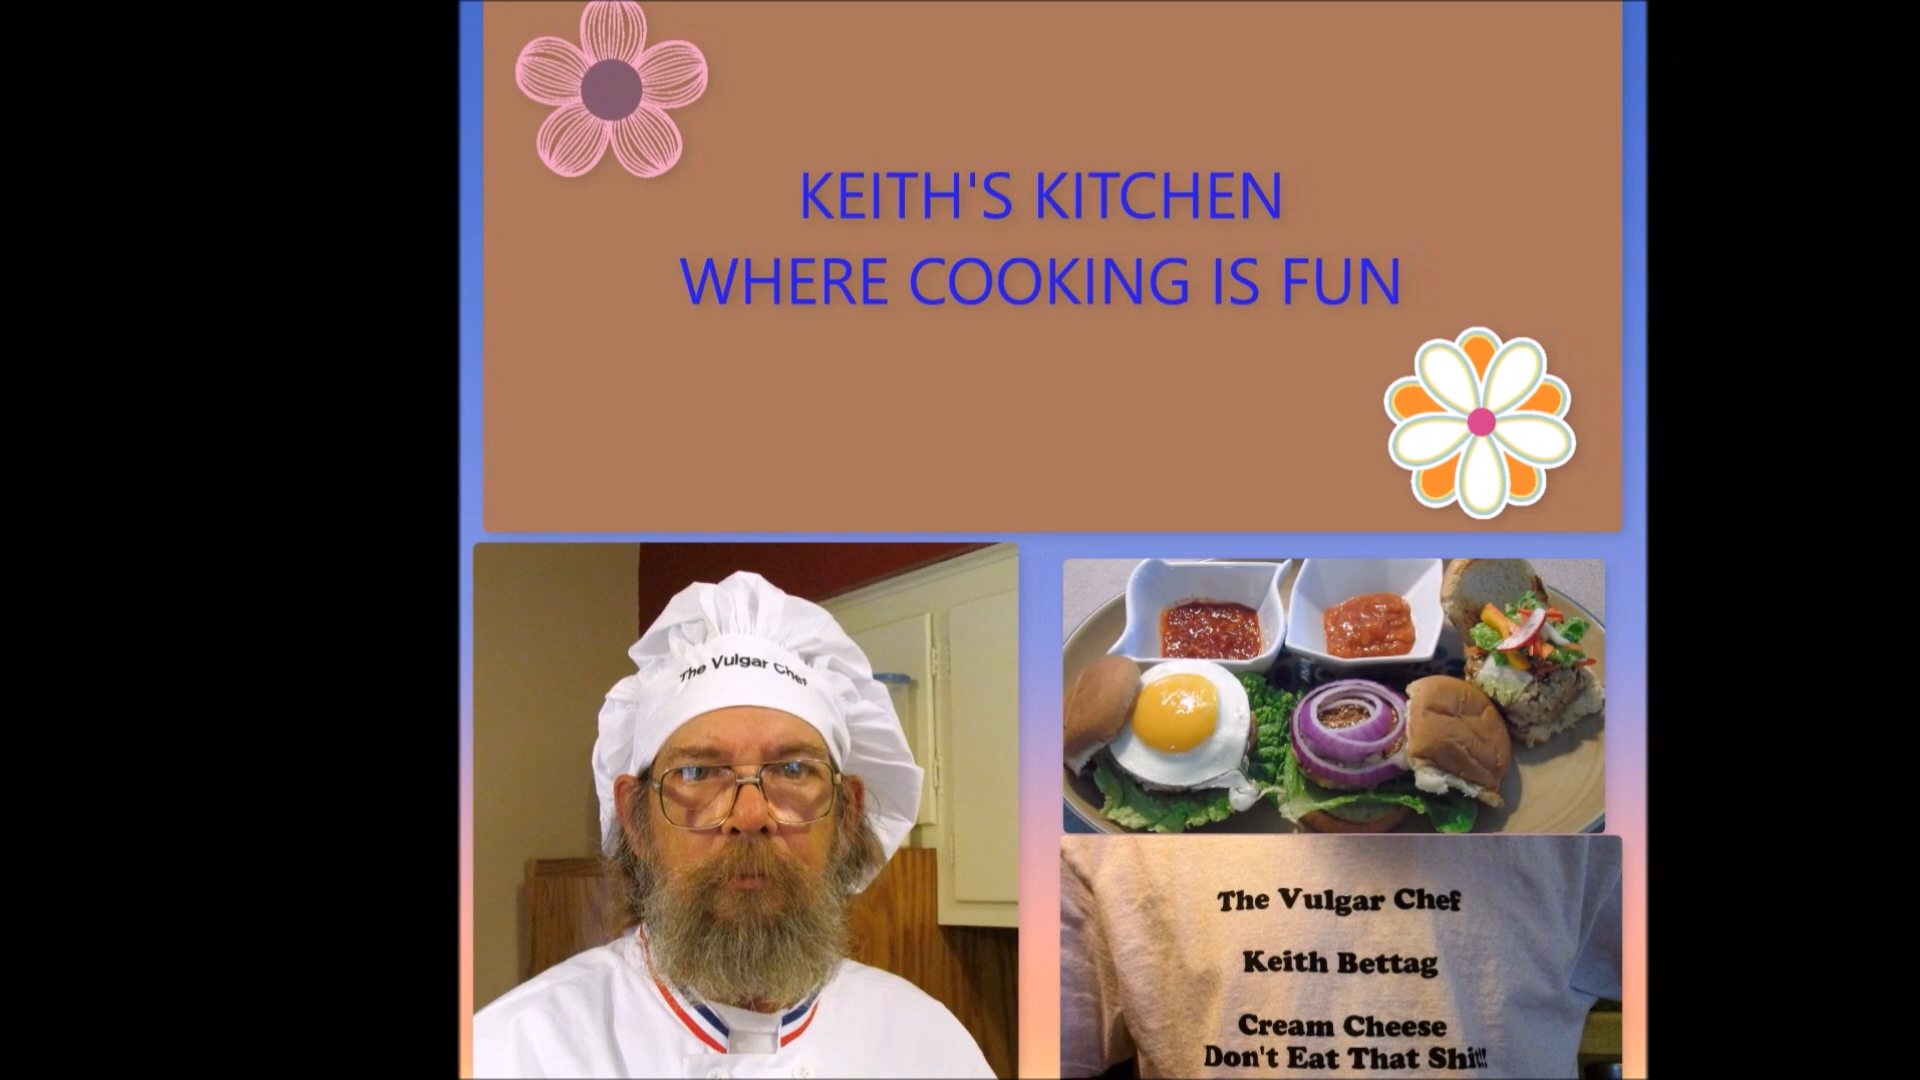 KEITH'S KITCHEN
WHERE COOKING IS FUN
The Vulgar Chef
The Vulgar Chef
Keith Bettag
Cream Cheese
Don't Eat That Shit!!